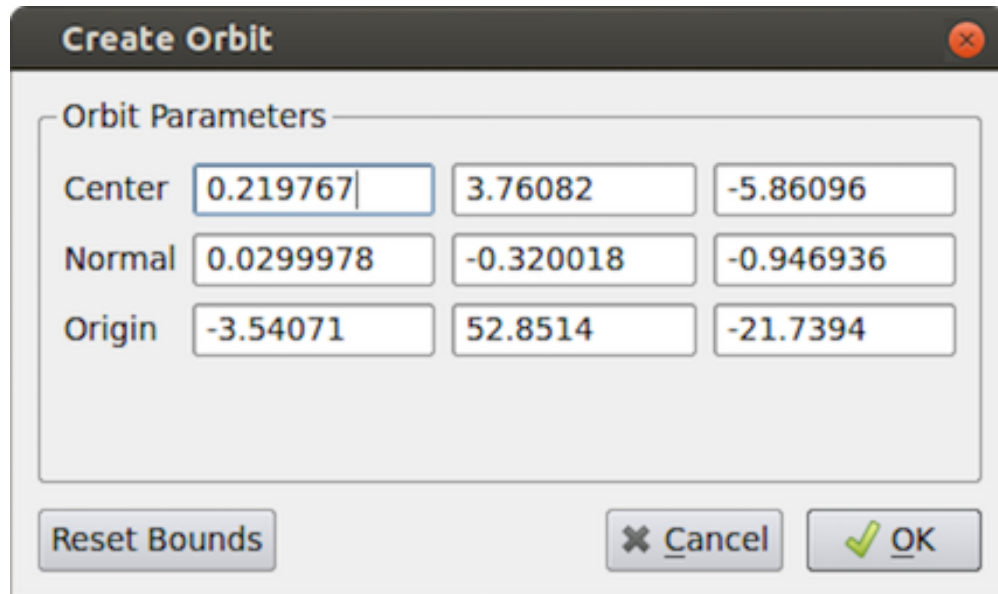 Create Orbit
Orbit Parameters
Center 0.219767 3.76082 -5.86096
Normal 0.0299978 -0.320018 -0.946936
Origin -3.54071 52.8514 -21.7394
Reset Bounds Cancel OK